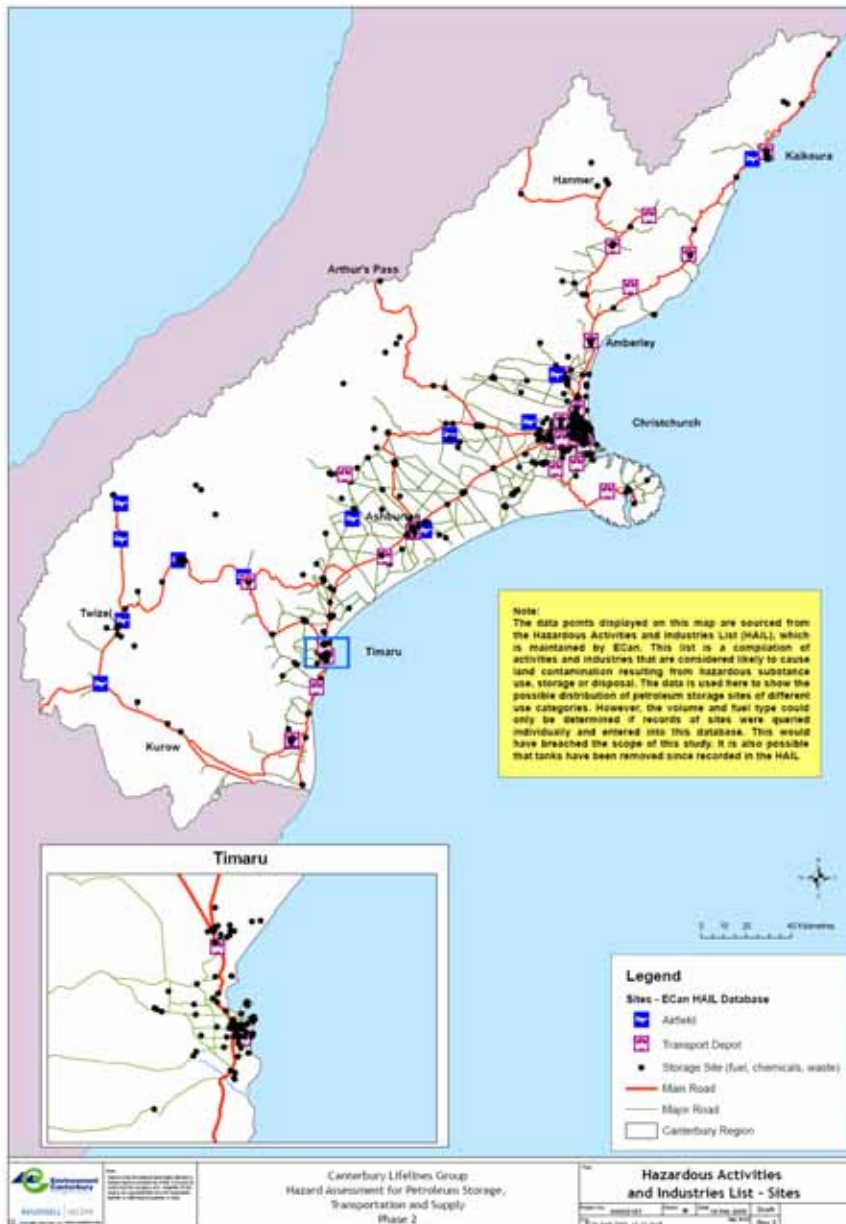 Kaikoura
Hanmer
Arthur's Pass
Amberley
Christchurch
Ashburton
Twizel
Timaru
Kurow
Note:
The data points displayed on this map are sourced from
the Hazardous Activities and Industries List (HAIL), which
is maintained by ECan. This list is a compilation of
activities and industries that are considered likely to cause
land contamination resulting from hazardous substance
use, storage or disposal. The data is used here to show the
possible distribution of petroleum storage sites of different
use categories. However, the volume and fuel type could
only be determined if records of sites were queried
individually and entered into this database. This would
have breached the scope of this study. It is also possible
that tanks have been removed since recorded in the HAIL
Timaru
0 10 20 40 Kilometres
Legend
Sites - ECan HAIL Database
Airfield
Transport Depot
Storage Site (fuel, chemicals, waste)
Main Road
Major Road
Canterbury Region
Environment
Canterbury
Canterbury Lifelines Group
Hazard Assessment for Petroleum Storage,
Transportation and Supply
Phase 2
Hazardous Activities
and Industries List - Sites